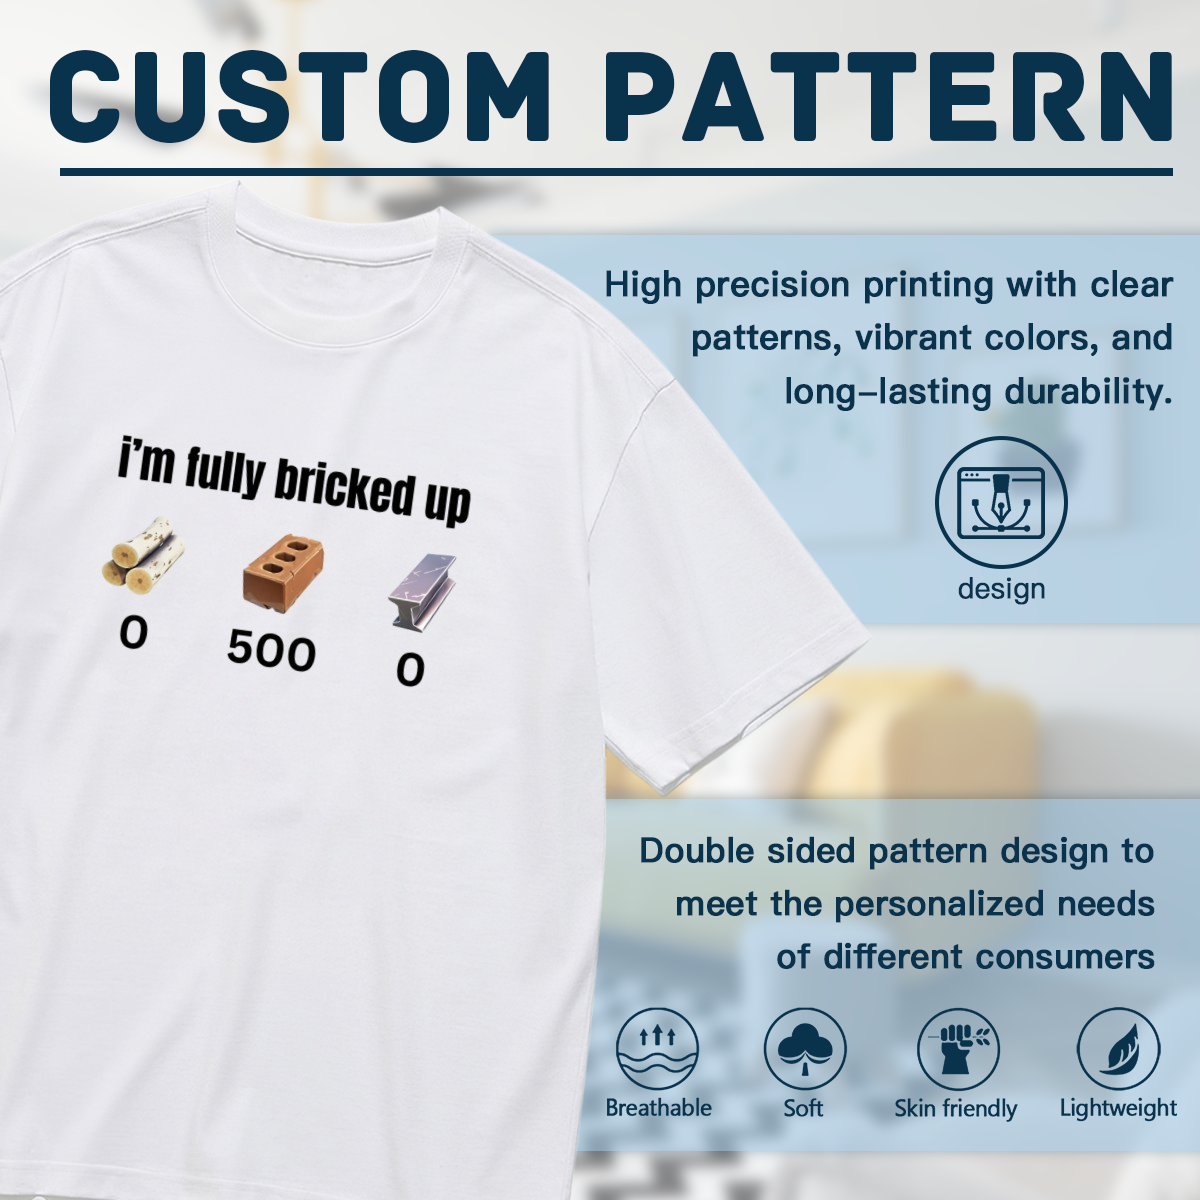 CUSTOM PATTERN
High precision printing with clear
patterns, vibrant colors, and
long-lasting durability.
design
i'm fully bricked up
0 500 0
Double sided pattern design to
meet the personalized needs
of different consumers
Breathable Soft Skin friendly Lightweight